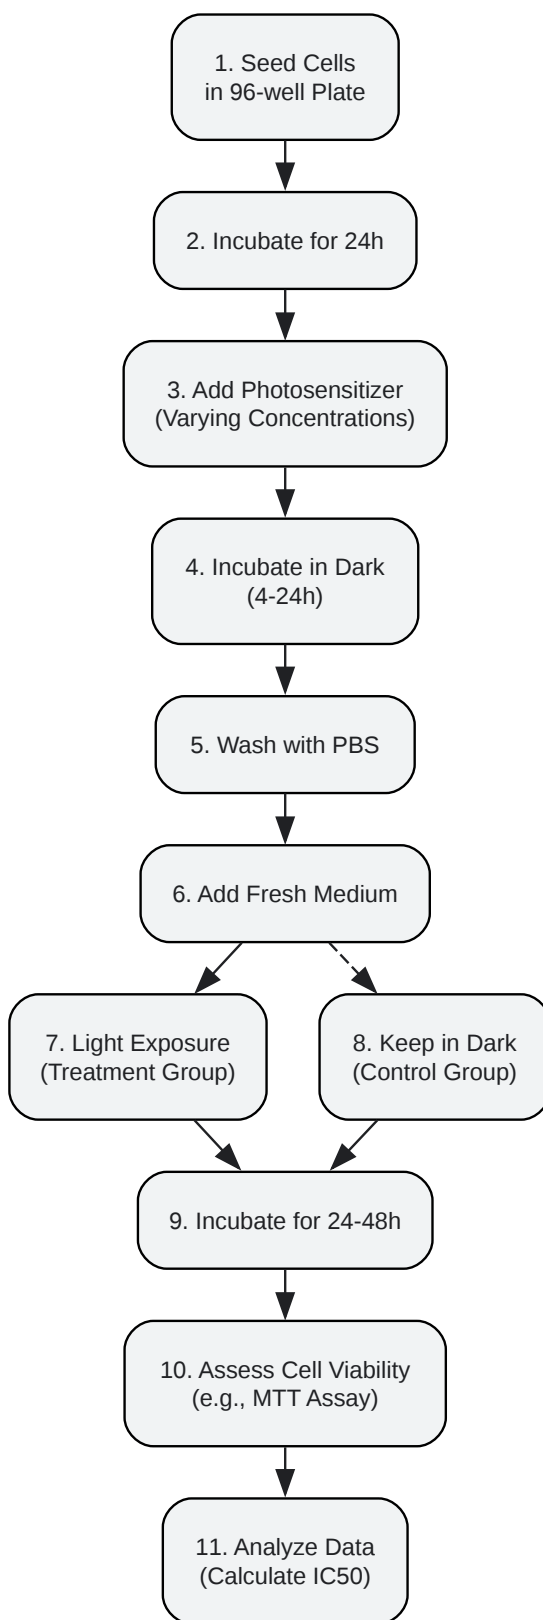 1. Seed Cells
in 96-well Plate
2. Incubate for 24h
3. Add Photosensitizer
(Varying Concentrations)
4. Incubate in Dark
(4-24h)
5. Wash with PBS
6. Add Fresh Medium
7. Light Exposure
(Treatment Group)
8. Keep in Dark
(Control Group)
9. Incubate for 24-48h
10. Assess Cell Viability
(e.g., MTT Assay)
11. Analyze Data
(Calculate IC50)